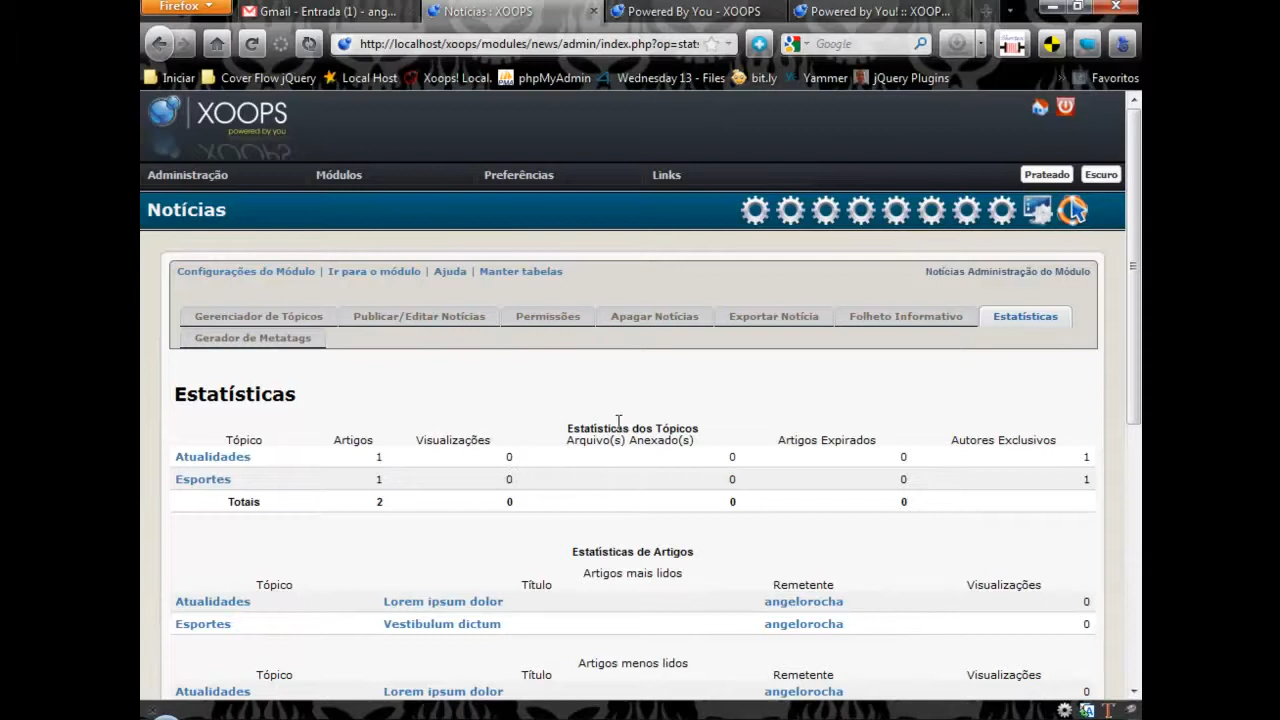 Firefox
Gmail - Entrada (1) - ang...
Notícias : XOOPS
Powered By You - XOOPS
Powered by You! :: XOOP...
http://localhost/xoops/modules/news/admin/index.php?op=stat:
Google
Iniciar
Cover Flow jQuery
Local Host
Xoops! Local.
phpMyAdmin
Wednesday 13 - Files
bit.ly
Yammer
jQuery Plugins
Favoritos
XOOPS
powered by you
Administração
Módulos
Preferências
Links
Prateado
Escuro
Notícias
Configurações do Módulo | Ir para o módulo | Ajuda | Manter tabelas
Notícias Administração do Módulo
Gerenciador de Tópicos
Publicar/Editar Notícias
Permissões
Apagar Notícias
Exportar Notícia
Folheto Informativo
Estatísticas
Gerador de Metatags
Estatísticas
Estatísticas dos Tópicos
Tópico Artigos Visualizações Arquivo(s) Anexado(s) Artigos Expirados Autores Exclusivos
Atualidades 1 0 0 0 1
Esportes 1 0 0 0 1
Totais 2 0 0 0
Estatísticas de Artigos
Artigos mais lidos
Tópico Título Remetente Visualizações
Atualidades Lorem ipsum dolor angelorocha 0
Esportes Vestibulum dictum angelorocha 0
Artigos menos lidos
Tópico Título Remetente Visualizações
Atualidades Lorem ipsum dolor angelorocha 0